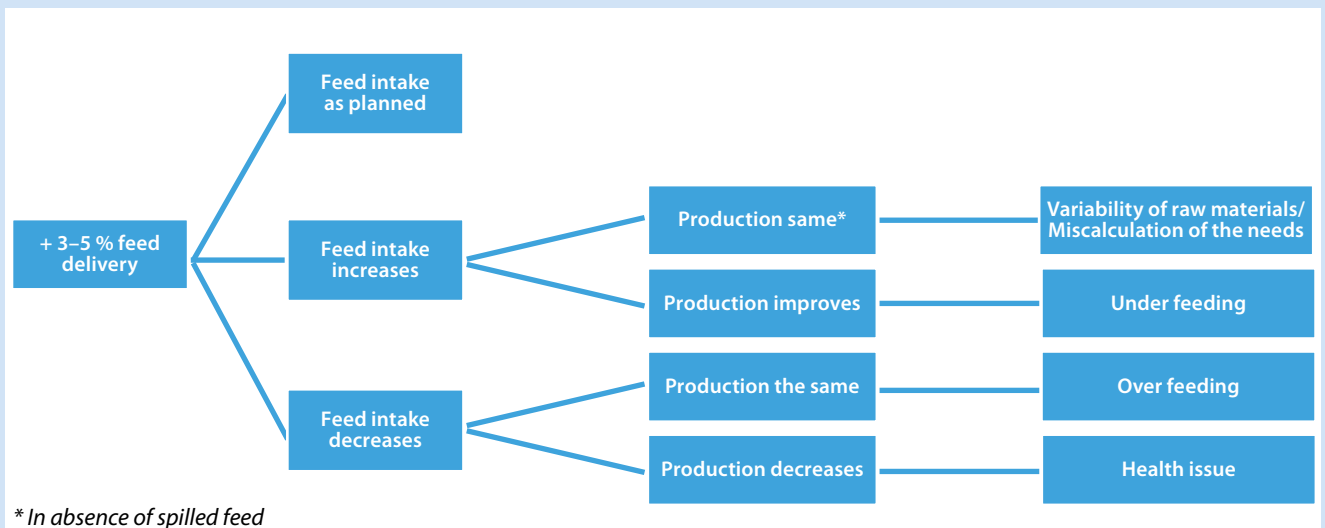 + 3–5 % feed
delivery
Feed intake
as planned
Feed intake
increases
Feed intake
decreases
Production same*
Production improves
Production the same
Production decreases
Variability of raw materials/
Miscalculation of the needs
Under feeding
Over feeding
Health issue
* In absence of spilled feed